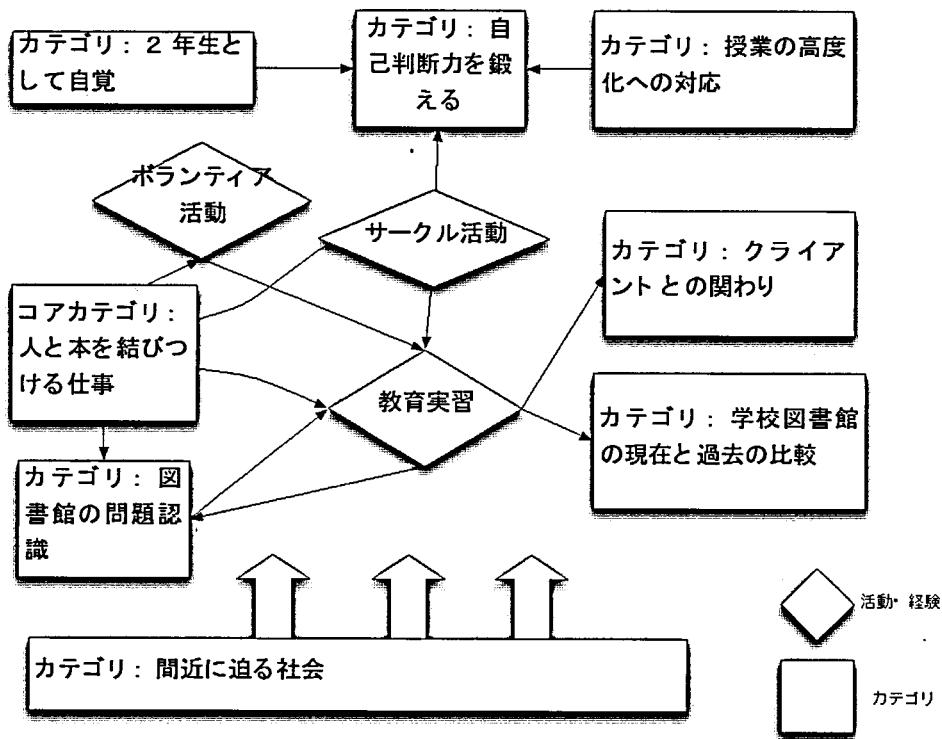 カテゴリ：２年生と
して自覚
カテゴリ：自
己判断力を鍛
える
カテゴリ：授業の高度
化への対応
ボランティア
活動
サークル活動
カテゴリ：クライア
ントとの関わり
コアカテゴリ：
人と本を結びつ
ける仕事
教育実習
カテゴリ：学校図書館
の現在と過去の比較
カテゴリ：図
書館の問題認
識
カテゴリ：間近に迫る社会
活動・経験
カテゴリ